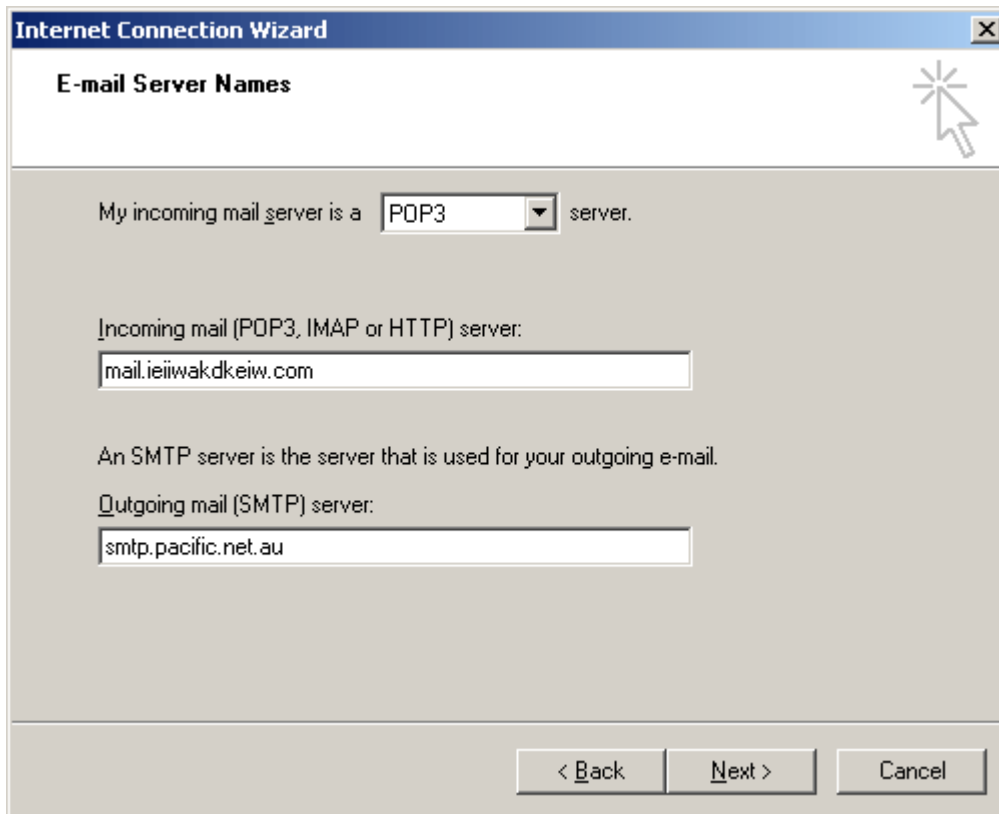 Internet Connection Wizard
E-mail Server Names
My incoming mail server is a POP3 server.
Incoming mail (POP3, IMAP or HTTP) server:
mail.ieiiwakdkeiw.com
An SMTP server is the server that is used for your outgoing e-mail.
Outgoing mail (SMTP) server:
smtp.pacific.net.au
< Back Next > Cancel